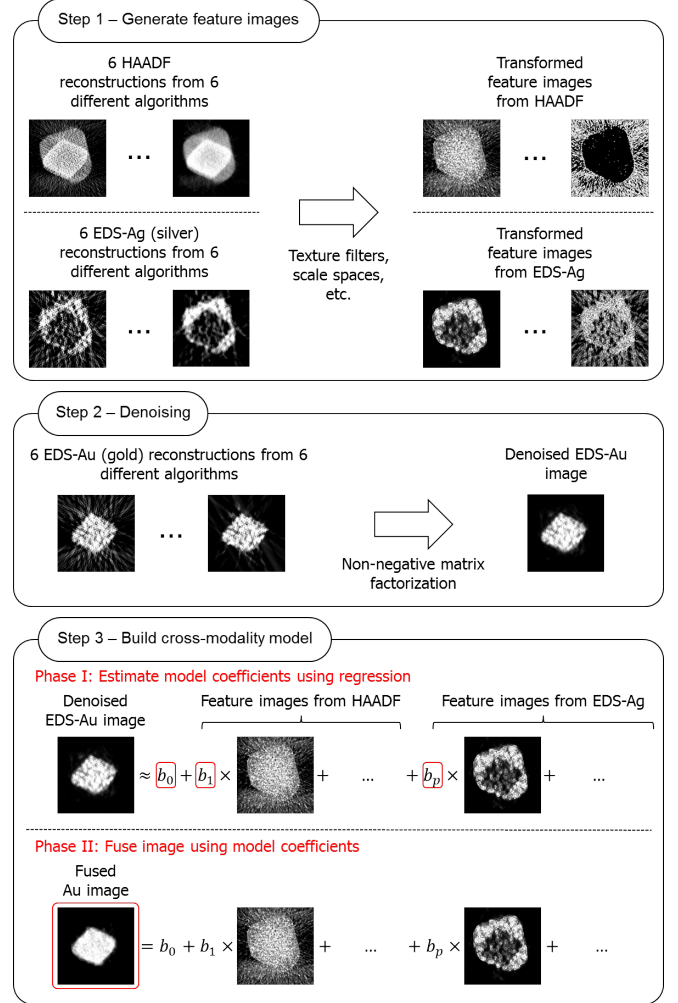 Step 1 – Generate feature images
6 HAADF
reconstructions from 6
different algorithms
Transformed
feature images
from HAADF
...
...
6 EDS-Ag (silver)
reconstructions from 6
different algorithms
Texture filters,
scale spaces,
etc.
Transformed
feature images
from EDS-Ag
...
...
Step 2 – Denoising
6 EDS-Au (gold) reconstructions from 6
different algorithms
Denoised EDS-Au
image
...
Non-negative matrix
factorization
Step 3 – Build cross-modality model
Phase I: Estimate model coefficients using regression
Denoised
EDS-Au image
Feature images from HAADF
Feature images from EDS-Ag
≈ b₀ + b₁ × + ... + bₚ × + ...
Phase II: Fuse image using model coefficients
Fused
Au image
= b₀ + b₁ × + ... + bₚ × + ...